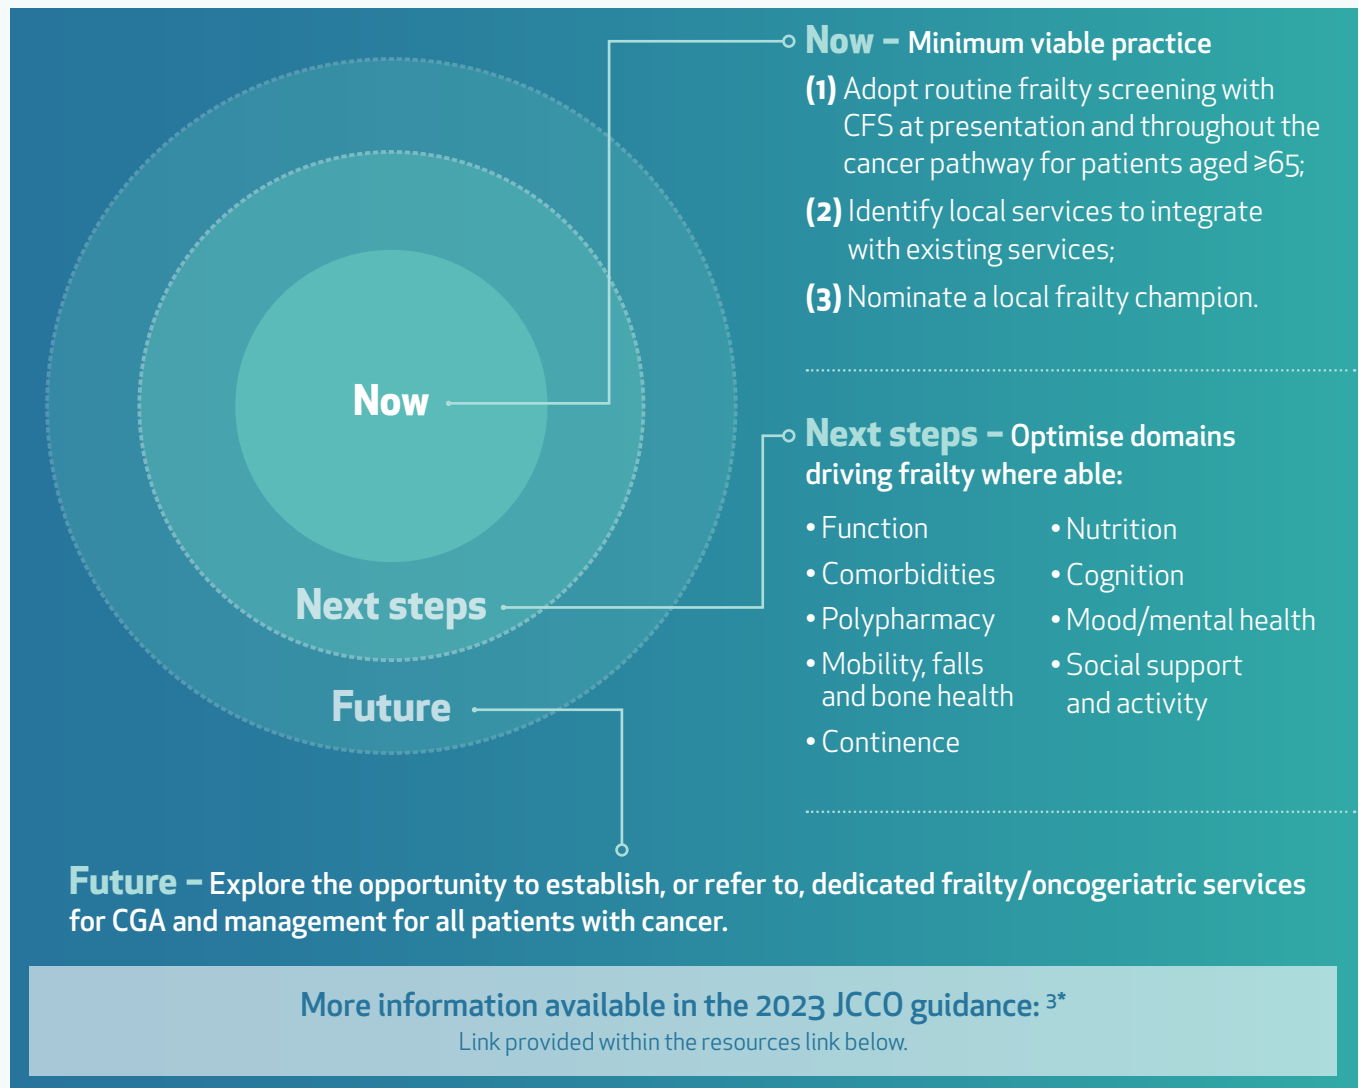 Now – Minimum viable practice
(1) Adopt routine frailty screening with
CFS at presentation and throughout the
cancer pathway for patients aged ≥65;
(2) Identify local services to integrate
with existing services;
(3) Nominate a local frailty champion.
Now
Next steps
Future
Next steps – Optimise domains
driving frailty where able:
• Function
• Comorbidities
• Polypharmacy
• Mobility, falls
and bone health
• Continence
• Nutrition
• Cognition
• Mood/mental health
• Social support
and activity
Future – Explore the opportunity to establish, or refer to, dedicated frailty/oncogeriatric services
for CGA and management for all patients with cancer.
More information available in the 2023 JCCO guidance: 3*
Link provided within the resources link below.